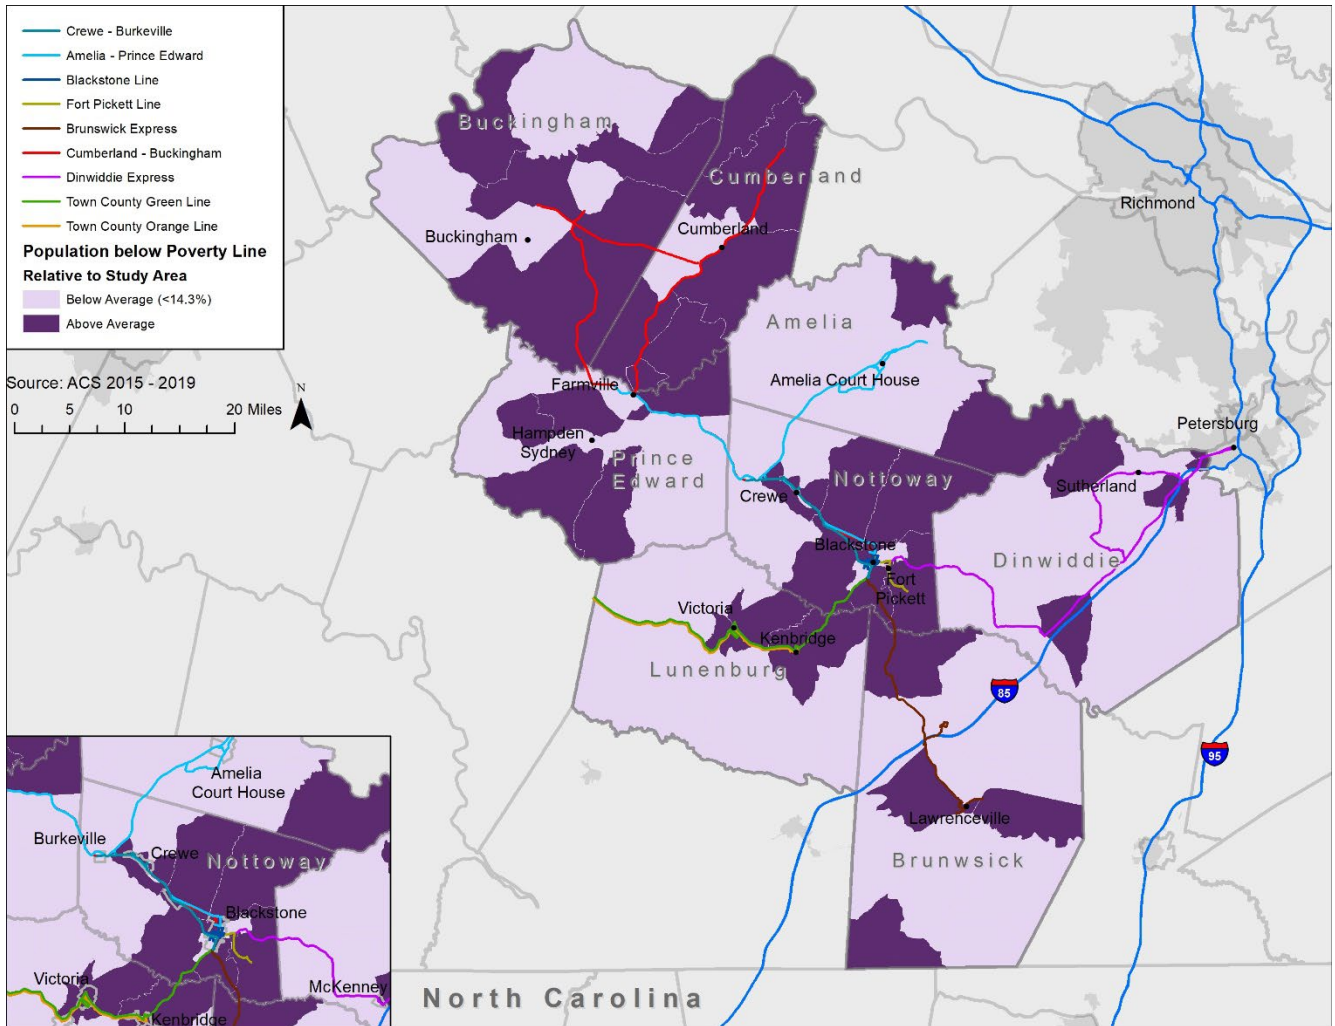 Crewe - Burkeville
Amelia - Prince Edward
Blackstone Line
Fort Pickett Line
Brunswick Express
Cumberland - Buckingham
Dinwiddie Express
Town County Green Line
Town County Orange Line
Population below Poverty Line
Relative to Study Area
Below Average (<14.3%)
Above Average
Source: ACS 2015 - 2019
N
0 5 10 20 Miles
Buckingham
Cumberland
Richmond
Cumberland
Buckingham
Amelia
Amelia Court House
Farmville
Petersburg
Hampden
Sydney
Prince
Edward
Nottoway
Sutherland
Crewe
Blackstone
Dinwiddie
Fort
Pickett
Victoria
Kenbridge
Lunenburg
85
95
Lawrenceville
Brunwsick
North Carolina
Amelia
Court House
Burkeville
Crewe
Nottoway
Blackstone
Victoria
McKenney
Kenbridge